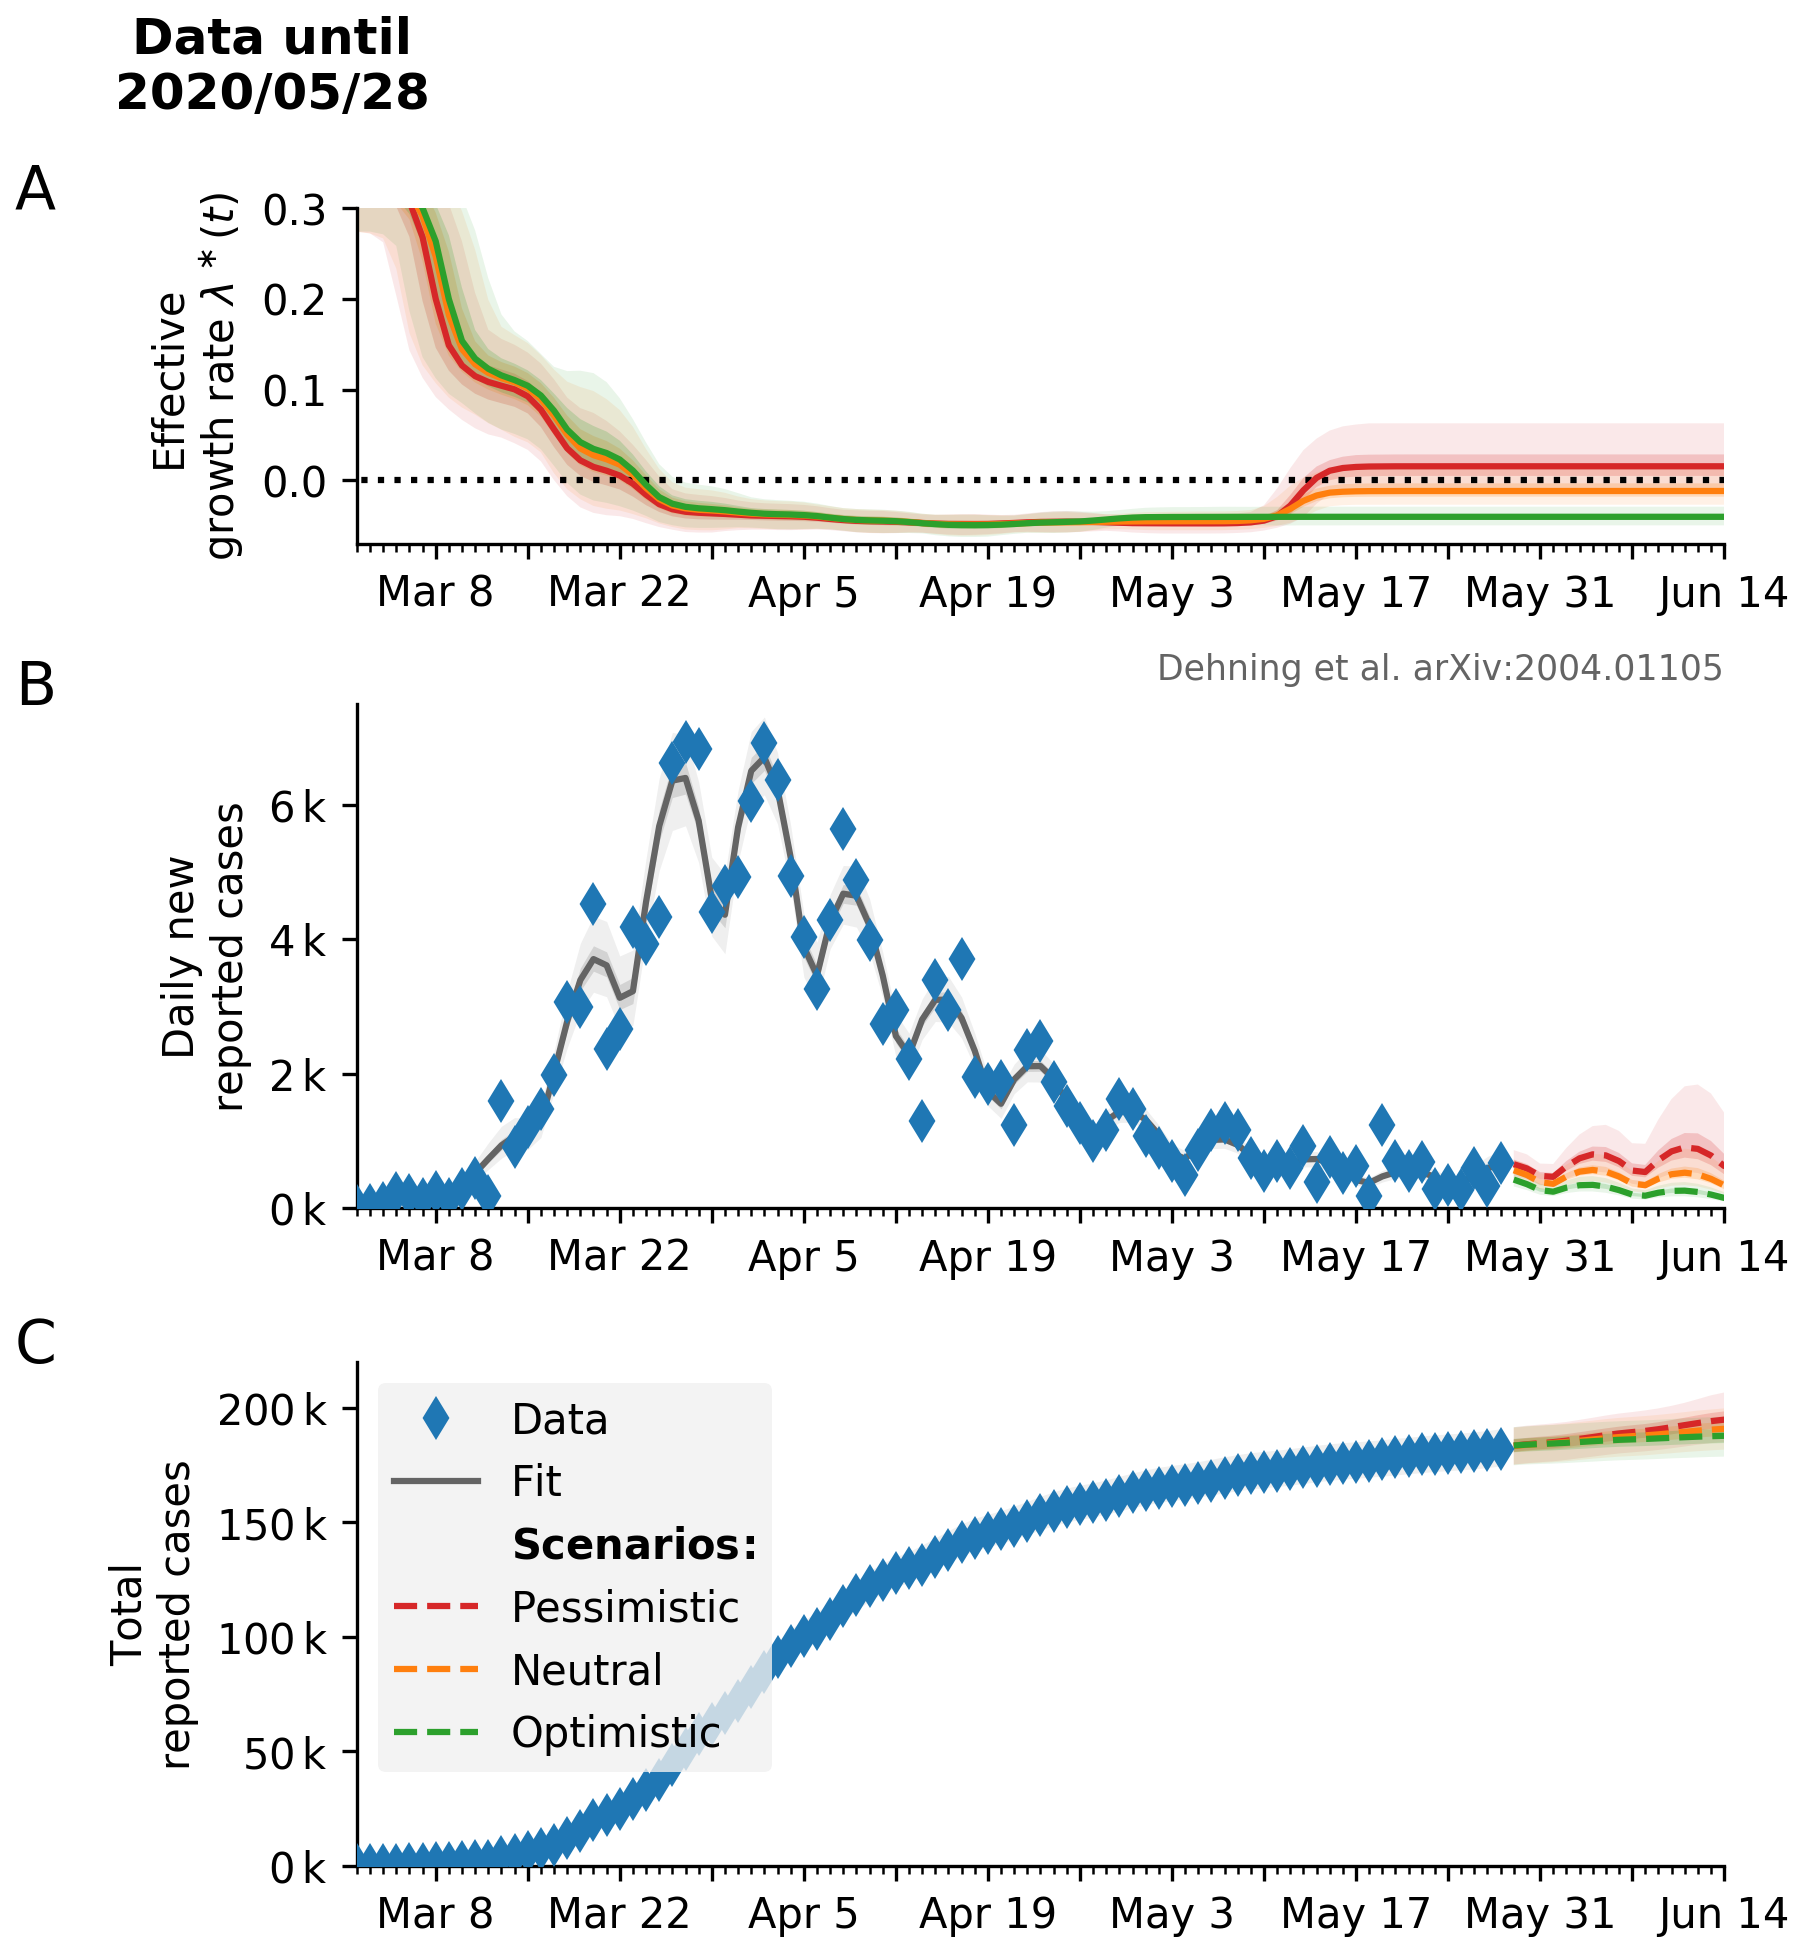 Data until
2020/05/28
A
Effective
growth rate λ * (t)
0.3
0.2
0.1
0.0
Mar 8 Mar 22 Apr 5 Apr 19 May 3 May 17 May 31 Jun 14
B
Dehning et al. arXiv:2004.01105
Daily new
reported cases
6 k
4 k
2 k
0 k
Mar 8 Mar 22 Apr 5 Apr 19 May 3 May 17 May 31 Jun 14
C
Total
reported cases
200 k
150 k
100 k
50 k
0 k
Data
Fit
Scenarios:
Pessimistic
Neutral
Optimistic
Mar 8 Mar 22 Apr 5 Apr 19 May 3 May 17 May 31 Jun 14